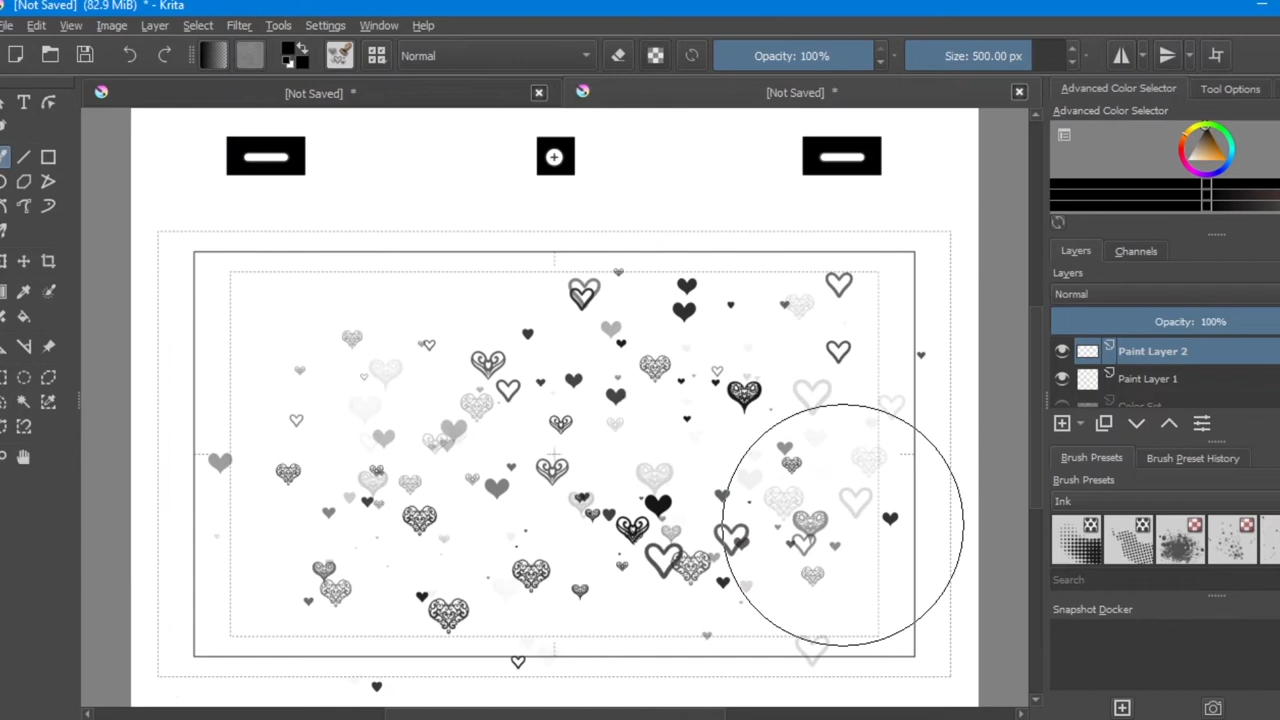 [Not Saved] (82.9 MiB) * - Krita
File Edit View Image Layer Select Filter Tools Settings Window Help
Normal
Opacity: 100%
Size: 500.00 px
[Not Saved] *
[Not Saved] *
Advanced Color Selector
Tool Options
Advanced Color Selector
Layers
Channels
Layers
Normal
Opacity: 100%
Paint Layer 2
Paint Layer 1
Brush Presets
Brush Preset History
Brush Presets
Ink
Search
Snapshot Docker